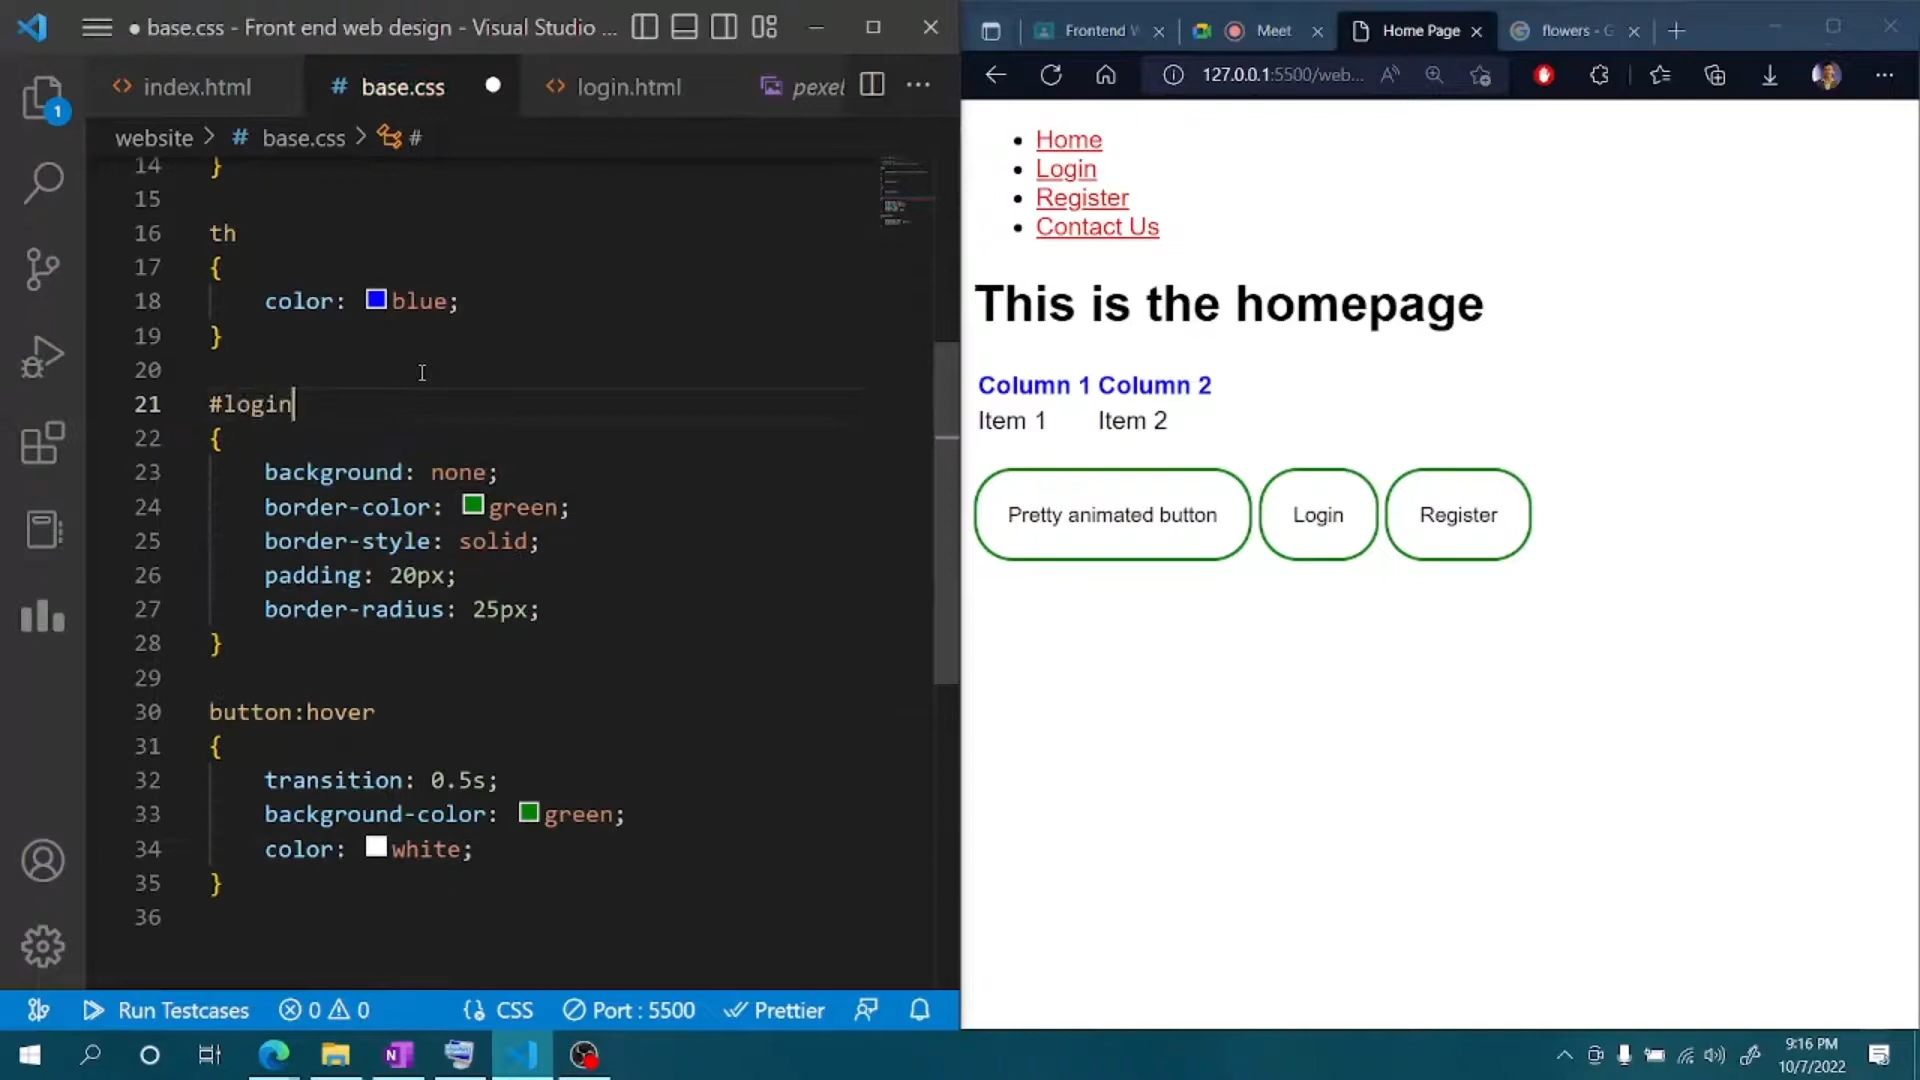 ● base.css - Front end web design - Visual Studio ...
index.html
# base.css
login.html
pexel
website > # base.css > #
14 }
15
16 th
17 {
18 color: blue;
19 }
20
21 #login
22 {
23 background: none;
24 border-color: green;
25 border-style: solid;
26 padding: 20px;
27 border-radius: 25px;
28 }
29
30 button:hover
31 {
32 transition: 0.5s;
33 background-color: green;
34 color: white;
35 }
36
1
Run Testcases
0 0
CSS
Port : 5500
Prettier
Frontend W
Meet
Home Page
flowers - G
127.0.0.1:5500/web...
Home
Login
Register
Contact Us
This is the homepage
Column 1 Column 2
Item 1 Item 2
Pretty animated button
Login
Register
9:16 PM
10/7/2022